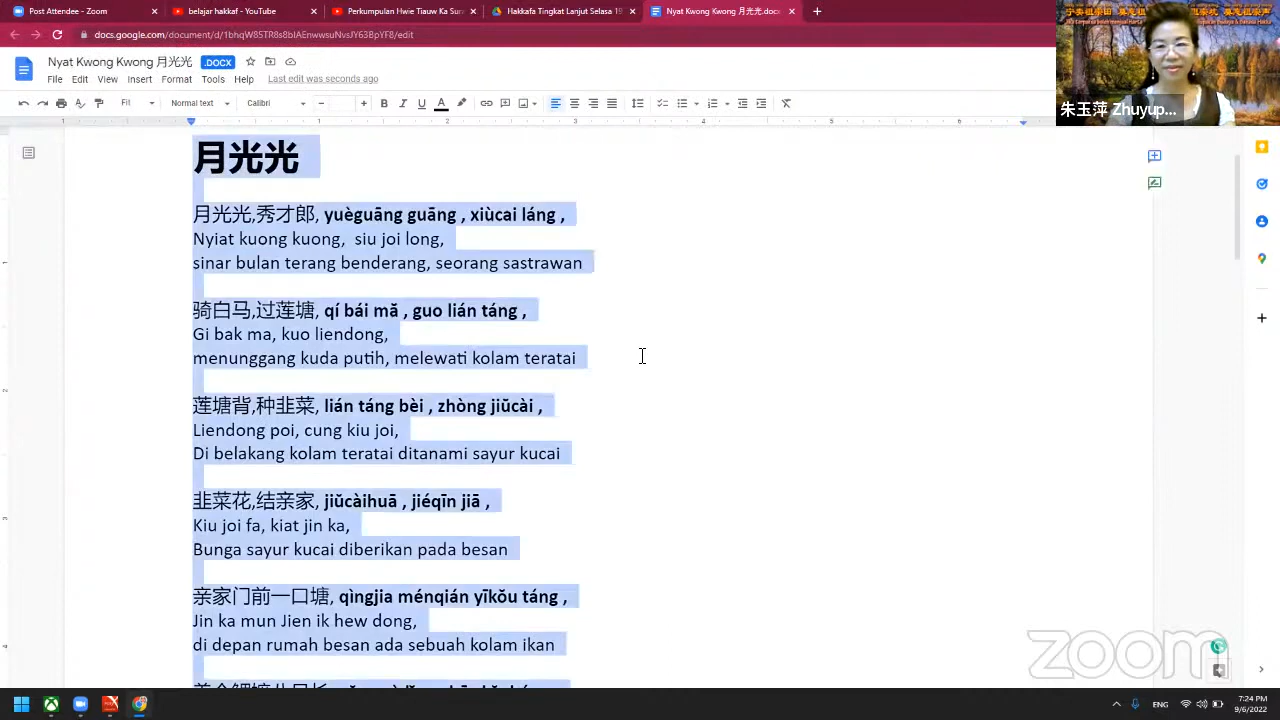 Post Attendee - Zoom
belajar hakkaf - YouTube
Perkumpulan Hwie Tiauw Ka Su
Hakkafa Tingkat Lanjut Selasa 19
Nyat Kwong Kwong 月光光.docx
docs.google.com/document/d/1bhqW85TR8s8bIAEnwwsuNvsJY63BpYF8/edit
Nyat Kwong Kwong 月光光 .DOCX
File Edit View Insert Format Tools Help Last edit was seconds ago
Fit Normal text Calibri
朱玉萍 Zhuyup...
月光光
月光光,秀才郎, yuèguāng guāng , xiùcai láng ,
Nyiat kuong kuong, siu joi long,
sinar bulan terang benderang, seorang sastrawan
骑白马,过莲塘, qí bái mǎ , guo lián táng ,
Gi bak ma, kuo liendong,
menunggang kuda putih, melewati kolam teratai
莲塘背,种韭菜, lián táng bèi , zhòng jiǔcài ,
Liendong poi, cung kiu joi,
Di belakang kolam teratai ditanami sayur kucai
韭菜花,结亲家, jiǔcàihuā , jiéqīn jiā ,
Kiu joi fa, kiat jin ka,
Bunga sayur kucai diberikan pada besan
亲家门前一口塘, qìngjia ménqián yīkǒu táng ,
Jin ka mun Jien ik hew dong,
di depan rumah besan ada sebuah kolam ikan
zoom
ENG
7:24 PM
9/6/2022